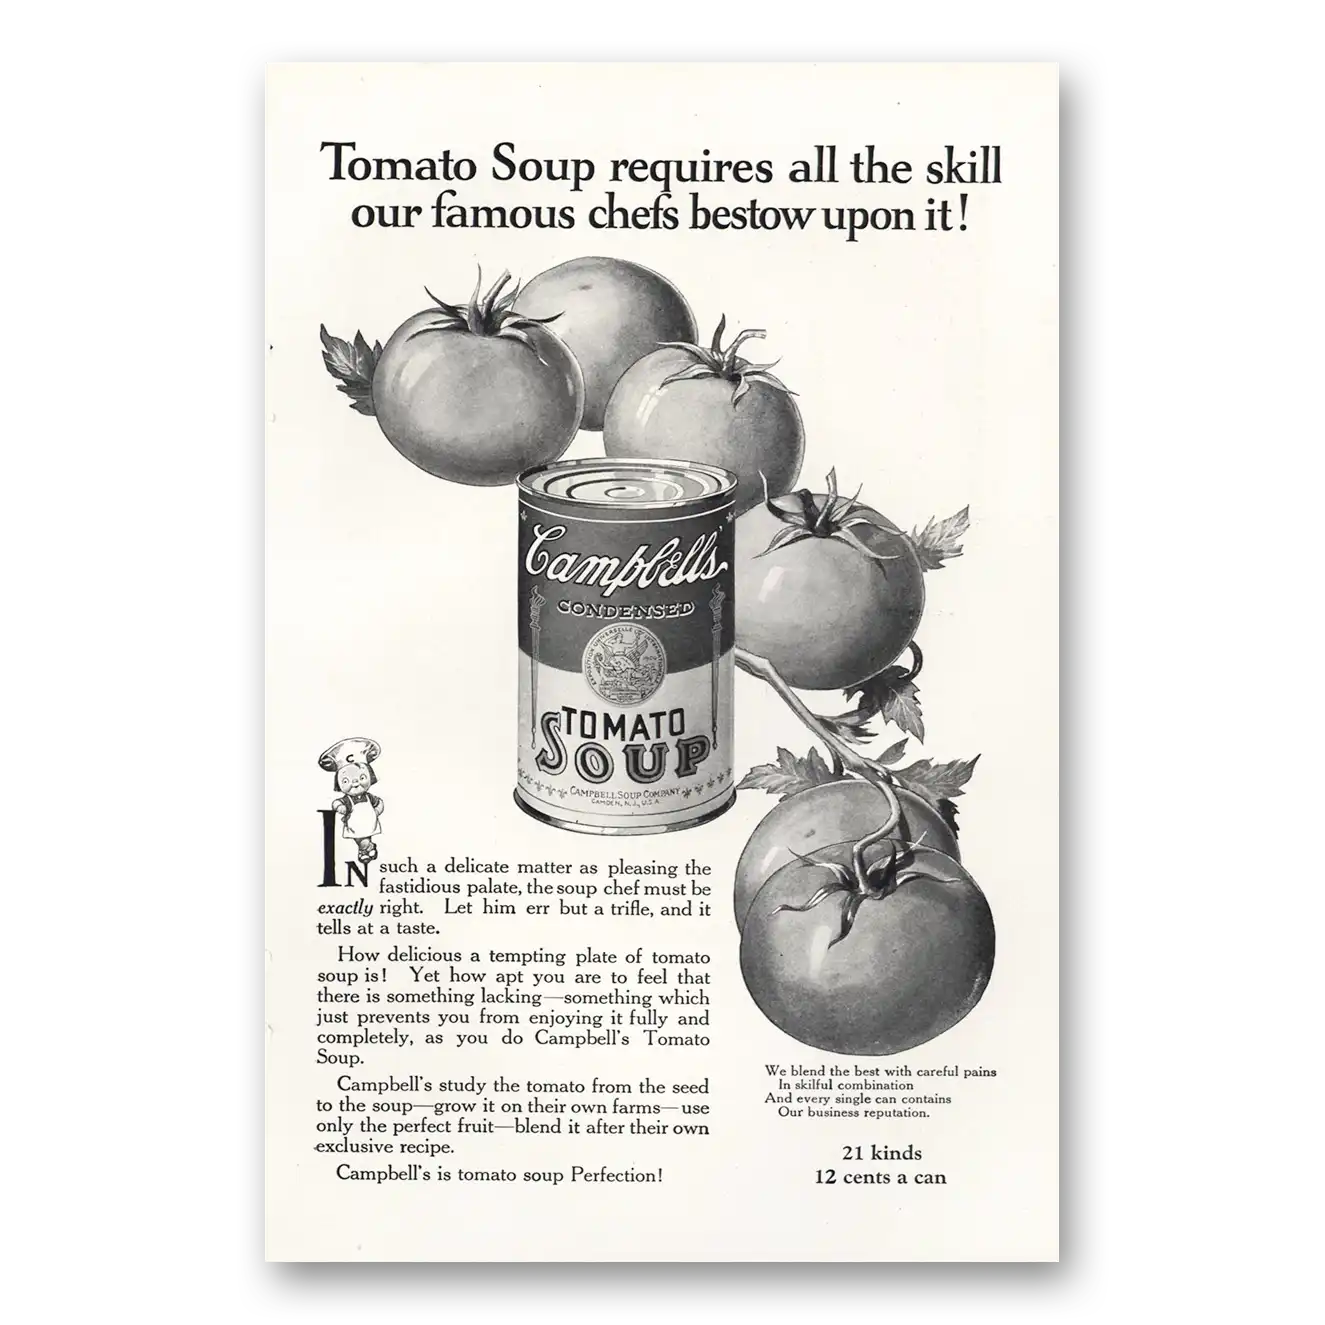 Tomato Soup requires all the skill
our famous chefs bestow upon it!
Campbell's
CONDENSED
TOMATO
SOUP
CAMPBELL SOUP COMPANY
CAMDEN, N.J., U.S.A.
C
IN such a delicate matter as pleasing the
fastidious palate, the soup chef must be
exactly right. Let him err but a trifle, and it
tells at a taste.
How delicious a tempting plate of tomato
soup is! Yet how apt you are to feel that
there is something lacking—something which
just prevents you from enjoying it fully and
completely, as you do Campbell's Tomato
Soup.
Campbell's study the tomato from the seed
to the soup—grow it on their own farms—use
only the perfect fruit—blend it after their own
exclusive recipe.
Campbell's is tomato soup Perfection!
We blend the best with careful pains
In skilful combination
And every single can contains
Our business reputation.
21 kinds
12 cents a can